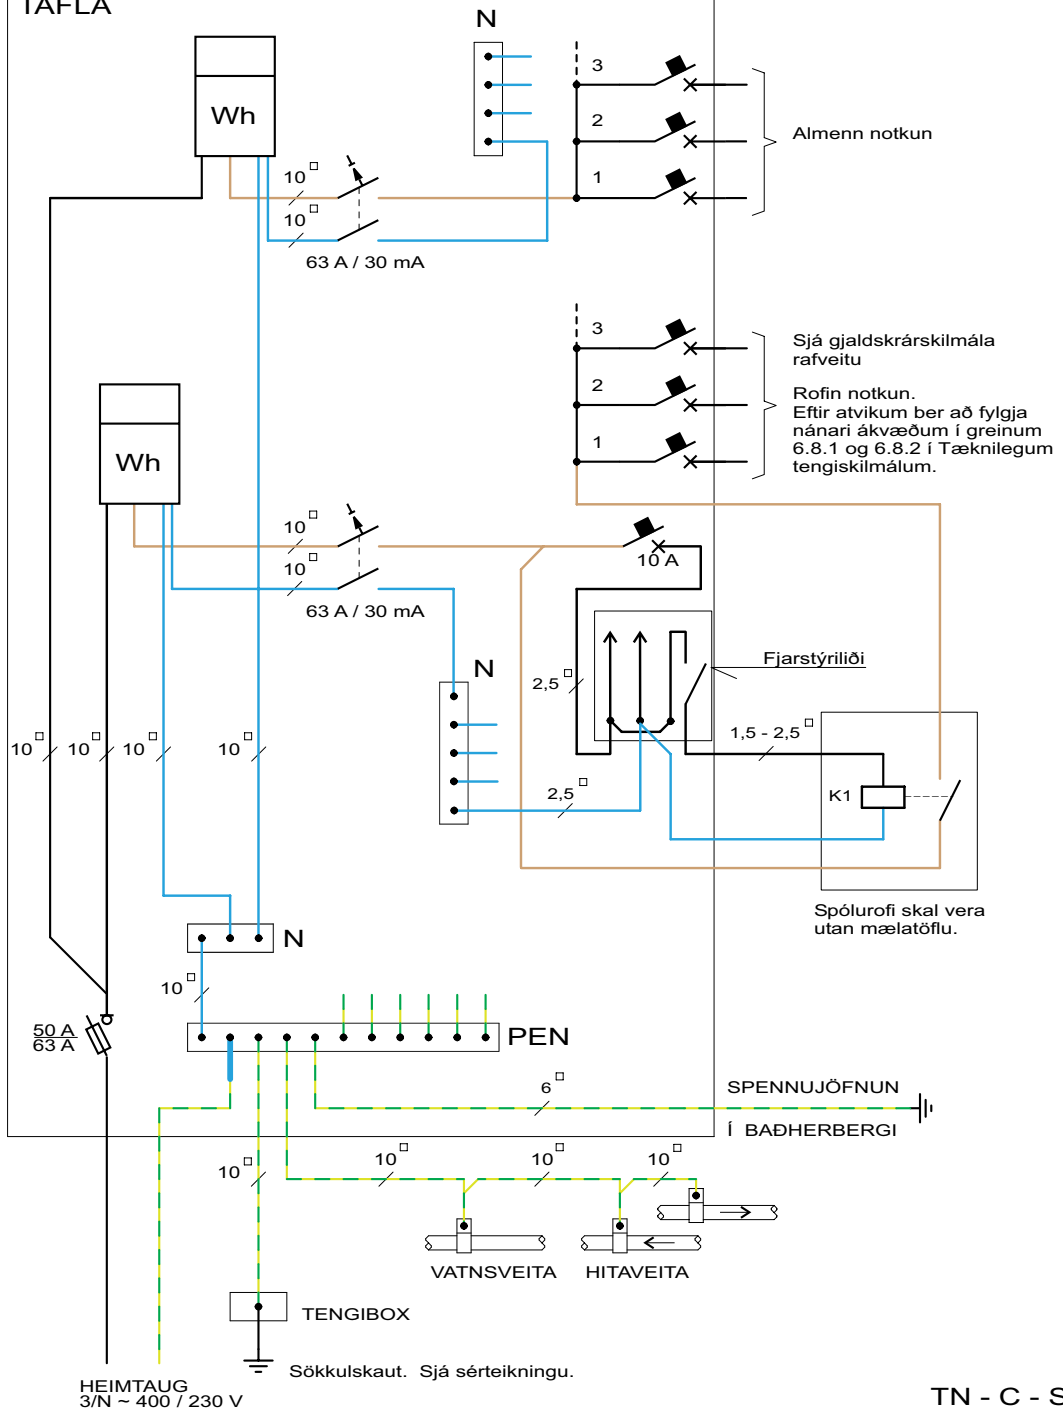 TAFLA
N
Wh
3
2
1
Almenn notkun
10 □
10 □
63 A / 30 mA
3
2
1
Sjá gjaldskrárskilmála
rafveitu
Rofin notkun.
Eftir atvikum ber að fylgja
nánari ákvæðum í greinum
6.8.1 og 6.8.2 í Tæknilegum
tengiskilmálum.
Wh
10 □
10 □
63 A / 30 mA
10 A
Fjarstýriliði
N
2,5 □
10 □
10 □
10 □
10 □
1,5 - 2,5 □
2,5 □
K1
Spólurofi skal vera
utan mælatöflu.
N
10 □
50 A
63 A
PEN
6 □
SPENNUJÖFNUN
Í BAÐHERBERGI
10 □
10 □
10 □
10 □
VATNSVEITA
HITAVEITA
TENGIBOX
Sökkulskaut. Sjá sérteikningu.
HEIMTAUG
3/N ~ 400 / 230 V
TN - C - S